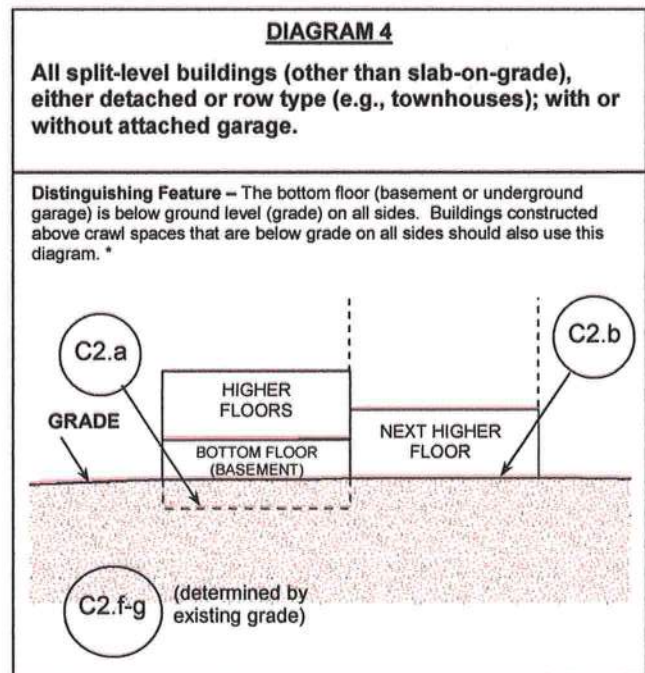 DIAGRAM 4
All split-level buildings (other than slab-on-grade),
either detached or row type (e.g., townhouses); with or
without attached garage.
Distinguishing Feature – The bottom floor (basement or underground
garage) is below ground level (grade) on all sides. Buildings constructed
above crawl spaces that are below grade on all sides should also use this
diagram. *
C2.a
C2.b
HIGHER
FLOORS
GRADE
NEXT HIGHER
FLOOR
BOTTOM FLOOR
(BASEMENT)
C2.f-g
(determined by
existing grade)